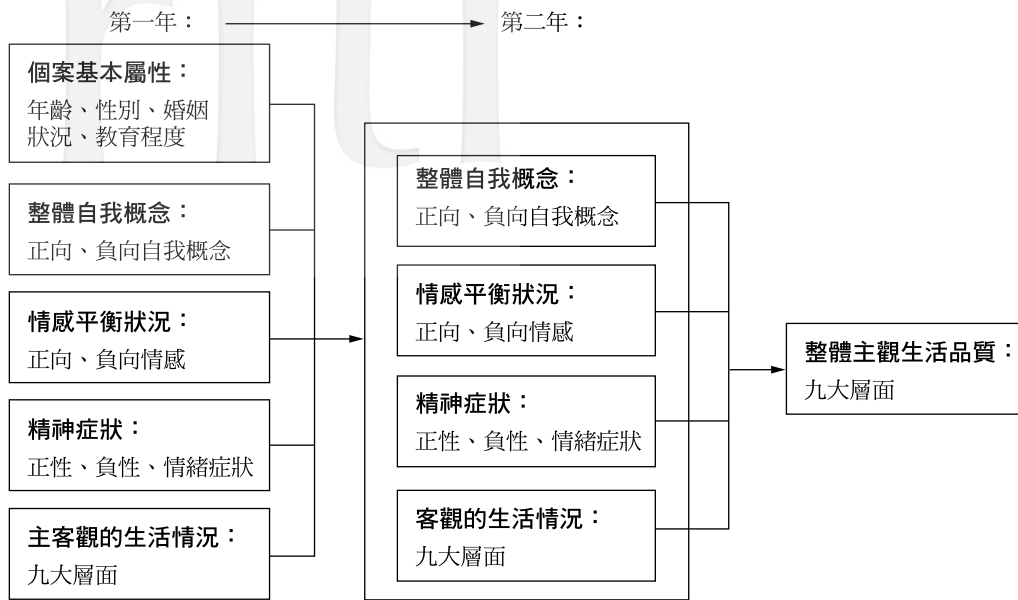 第一年：
第二年：
個案基本屬性：
年齡、性別、婚姻
狀況、教育程度
整體自我概念：
正向、負向自我概念
情感平衡狀況：
正向、負向情感
精神症狀：
正性、負性、情緒症狀
主客觀的生活情況：
九大層面
整體自我概念：
正向、負向自我概念
情感平衡狀況：
正向、負向情感
精神症狀：
正性、負性、情緒症狀
客觀的生活情況：
九大層面
整體主觀生活品質：
九大層面